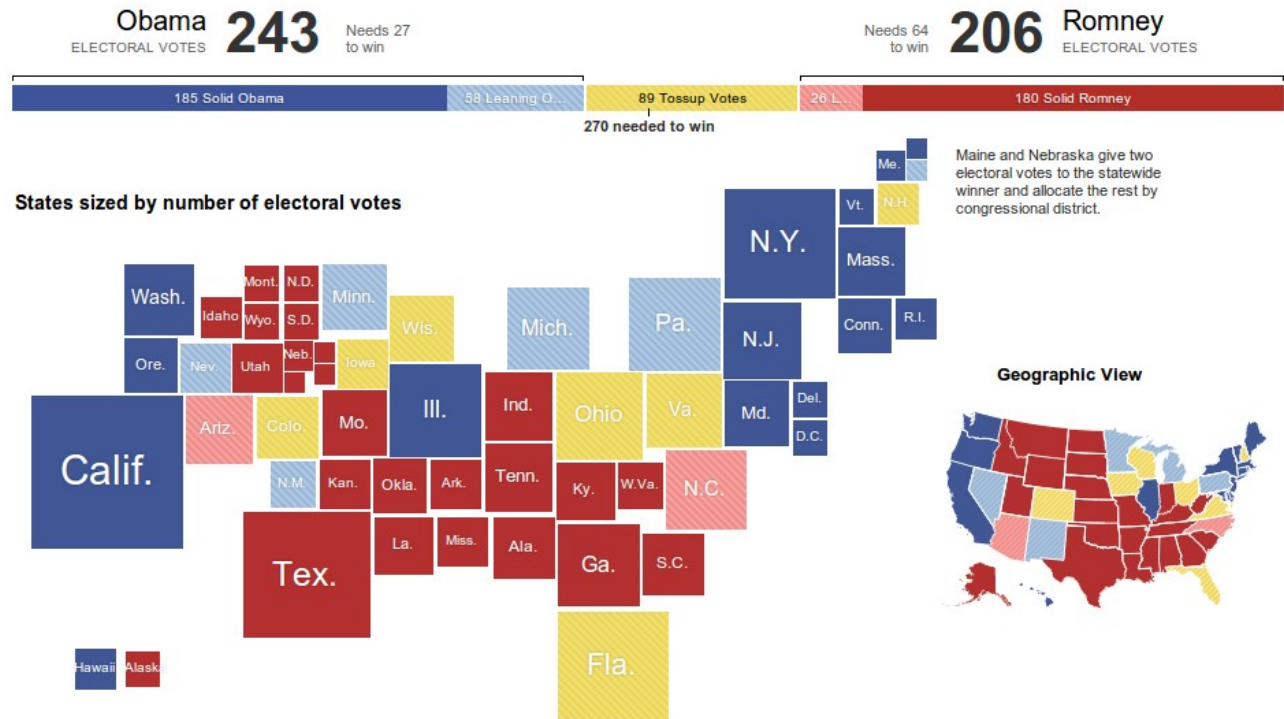 Obama
ELECTORAL VOTES
243
Needs 27
to win
Needs 64
to win
206
Romney
ELECTORAL VOTES
185 Solid Obama
58 Leaning O...
89 Tossup Votes
26 L...
180 Solid Romney
270 needed to win
Maine and Nebraska give two
electoral votes to the statewide
winner and allocate the rest by
congressional district.
States sized by number of electoral votes
Me.
N.Y.
Vt.
N.H.
Mass.
Wash.
Mont.
N.D.
Minn.
Idaho
Wyo.
S.D.
Wis.
Mich.
Pa.
N.J.
Conn.
R.I.
Ore.
Nev.
Utah
Neb.
Iowa
Calif.
Ariz.
Colo.
Mo.
Ill.
Ind.
Ohio
Va.
Md.
Del.
D.C.
Geographic View
N.M.
Kan.
Okla.
Ark.
Tenn.
Ky.
W.Va.
N.C.
Tex.
La.
Miss.
Ala.
Ga.
S.C.
Fla.
Hawaii
Alaska